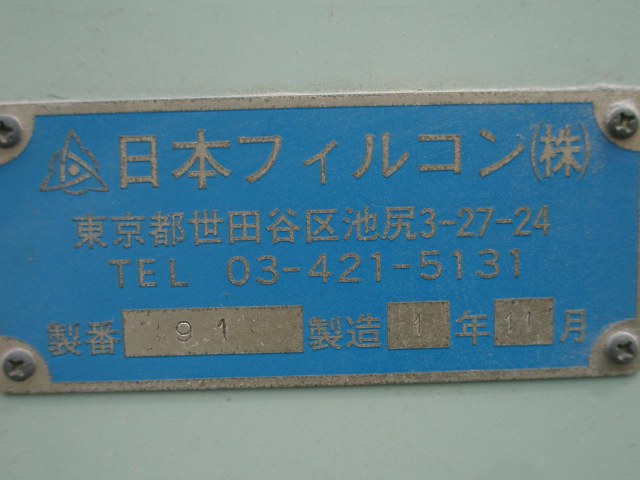 日本フィルコン(株)
東京都世田谷区池尻3-27-24
TEL 03-421-5131
製番 91 製造 1 年 11 月